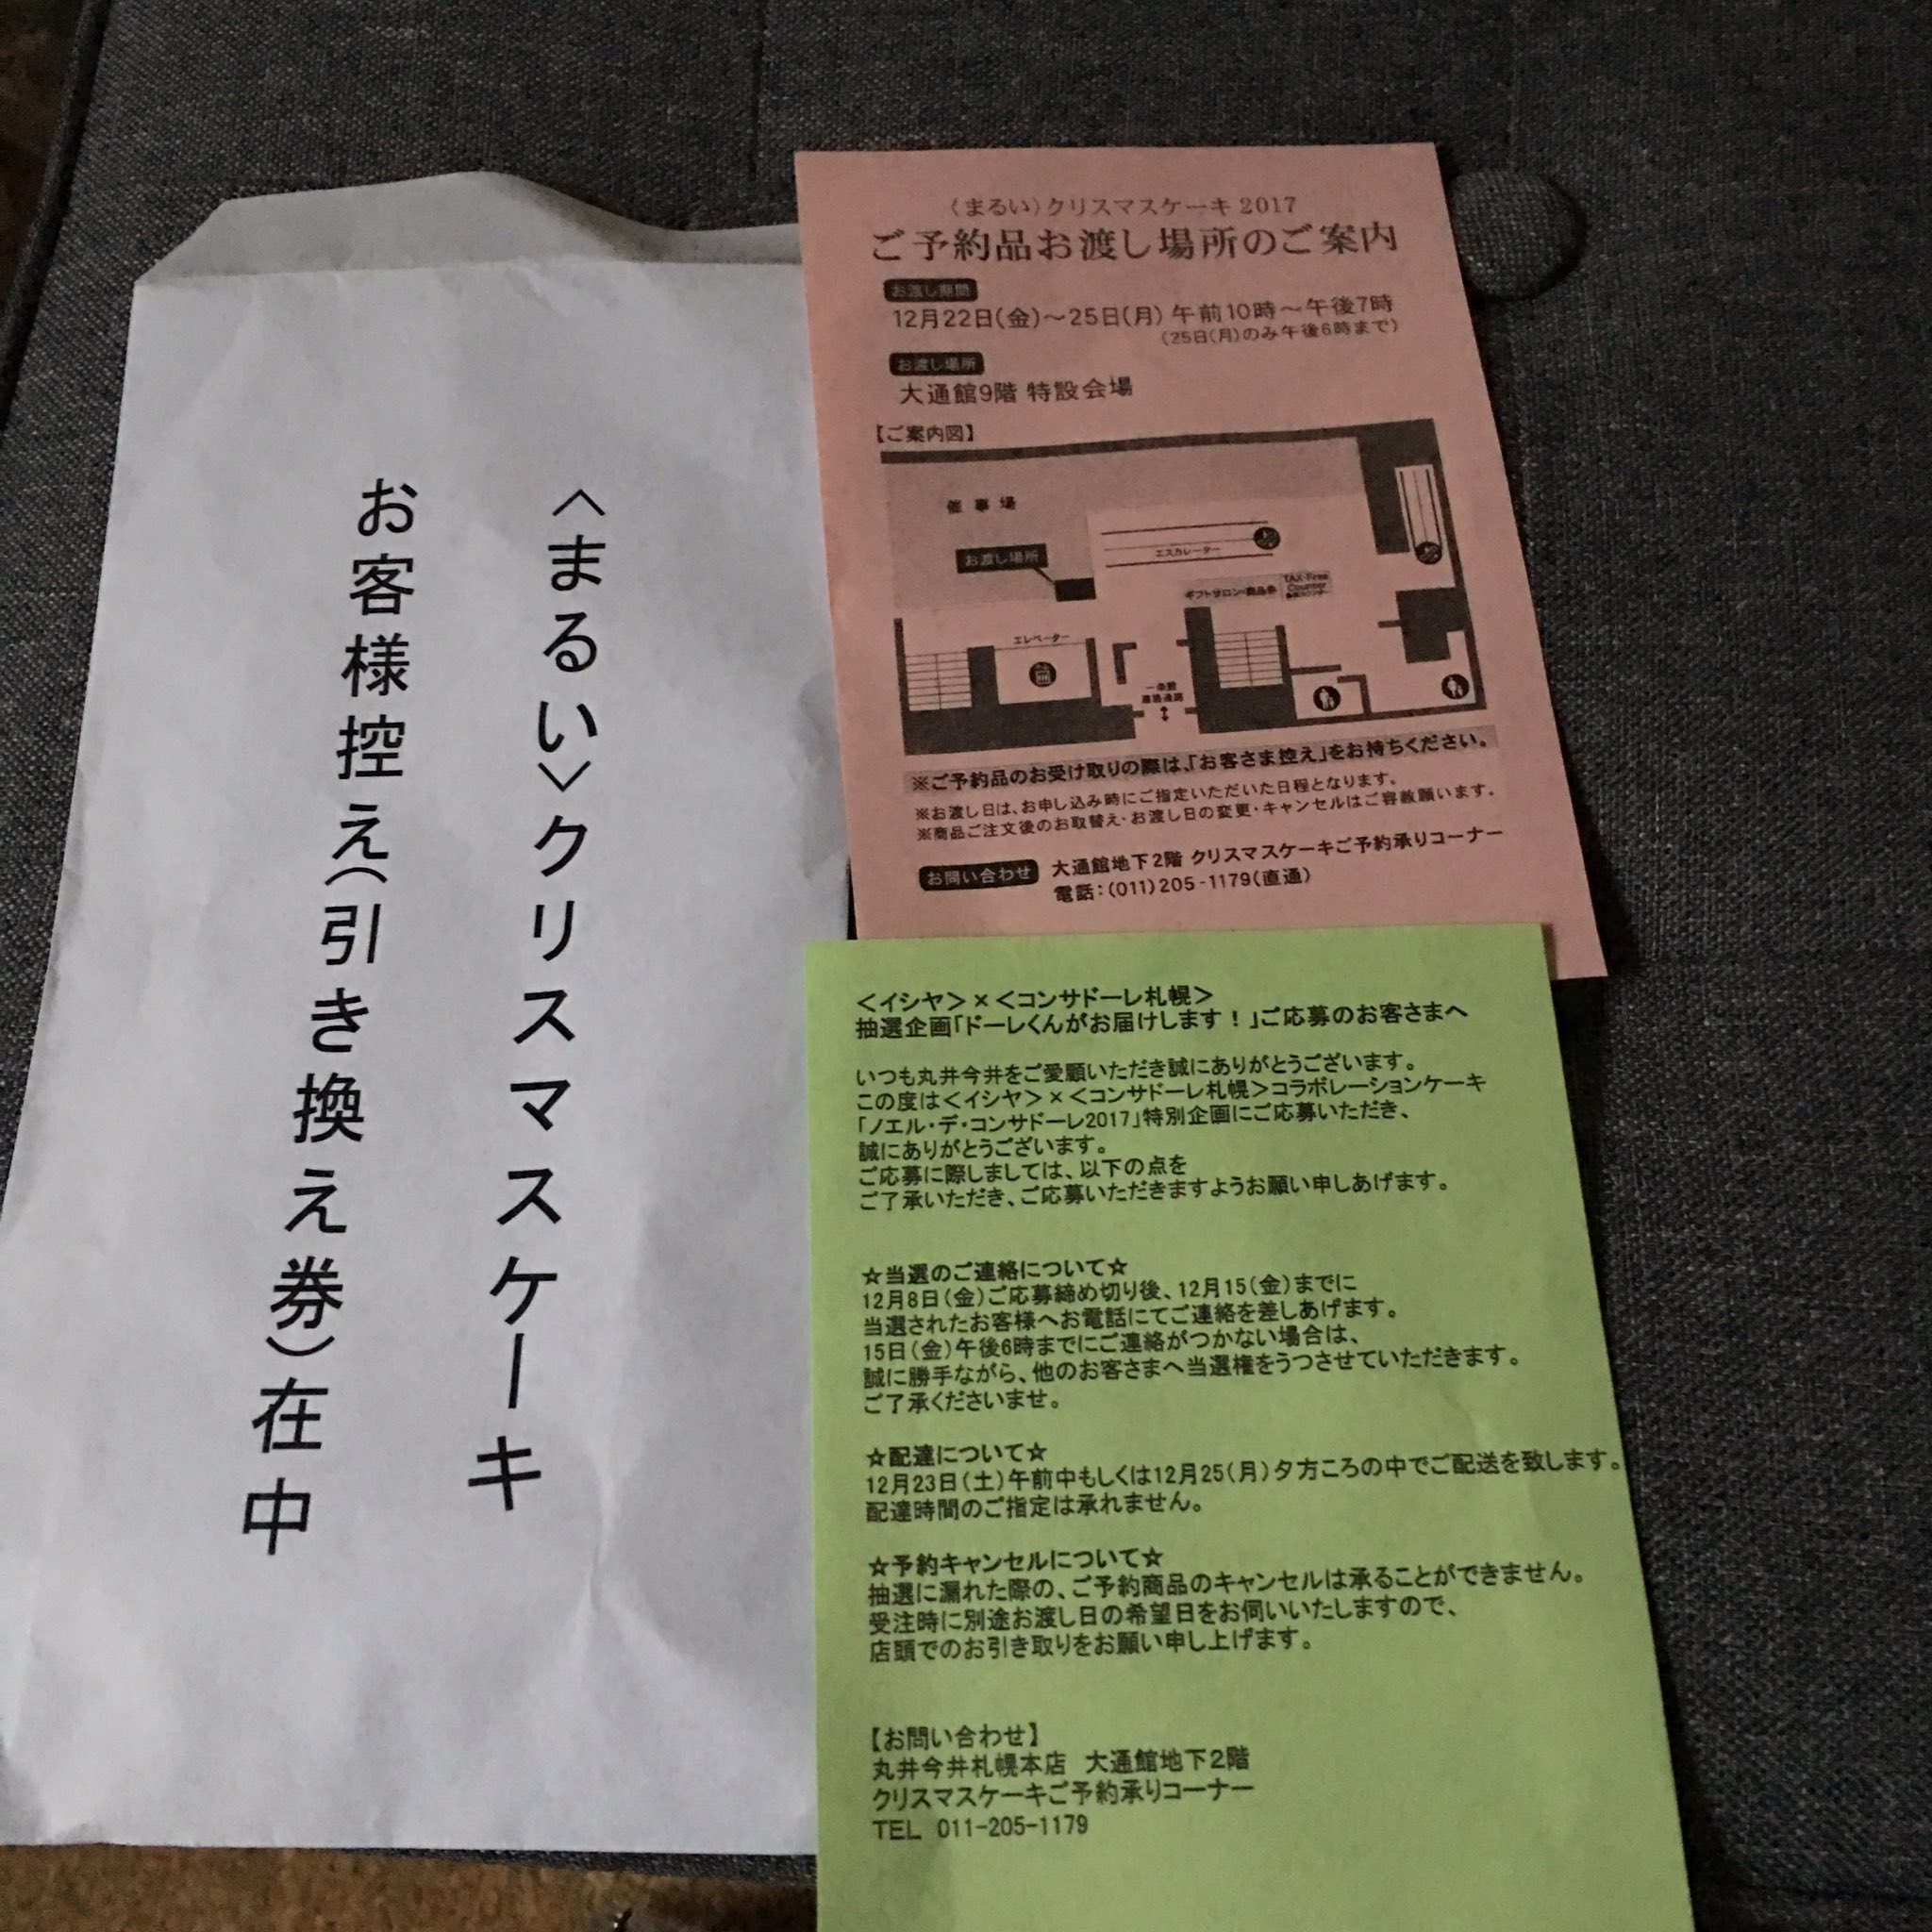 〈まるい〉クリスマスケーキ
お客様控え（引き換え券）在中
〈まるい〉クリスマスケーキ 2017
ご予約品お渡し場所のご案内
お渡し期間
12月22日(金)～25日(月) 午前10時～午後7時
(25日(月)のみ午後6時まで)
お渡し場所
大通館9階 特設会場
【ご案内図】
催事場
お渡し場所
エスカレーター
ギフトサロン・商品券
TAX-Free
Counter
エレベーター
一条館
連絡通路
※ご予約品のお受け取りの際は、「お客さま控え」をお持ちください。
※お渡し日は、お申し込み時にご指定いただいた日程となります。
※商品ご注文後のお取替え・お渡し日の変更・キャンセルはご容赦願います。
お問い合わせ
大通館地下2階 クリスマスケーキご予約承りコーナー
電話：(011)205-1179(直通)
＜イシヤ＞×＜コンサドーレ札幌＞
抽選企画「ドーレくんがお届けします！」ご応募のお客さまへ
いつも丸井今井をご愛願いただき誠にありがとうございます。
この度は＜イシヤ＞×＜コンサドーレ札幌＞コラボレーションケーキ
「ノエル・デ・コンサドーレ2017」特別企画にご応募いただき、
誠にありがとうございます。
ご応募に際しましては、以下の点を
ご了承いただき、ご応募いただきますようお願い申しあげます。
☆当選のご連絡について☆
12月8日(金)ご応募締め切り後、12月15(金)までに
当選されたお客様へお電話にてご連絡を差しあげます。
15日(金)午後6時までにご連絡がつかない場合は、
誠に勝手ながら、他のお客さまへ当選権をうつさせていただきます。
ご了承くださいませ。
☆配達について☆
12月23日(土)午前中もしくは12月25(月)夕方ころの中でご配送を致します。
配達時間のご指定は承れません。
☆予約キャンセルについて☆
抽選に漏れた際の、ご予約商品のキャンセルは承ることができません。
受注時に別途お渡し日の希望日をお伺いいたしますので、
店頭でのお引き取りをお願い申し上げます。
【お問い合わせ】
丸井今井札幌本店　大通館地下2階
クリスマスケーキご予約承りコーナー
TEL 011-205-1179